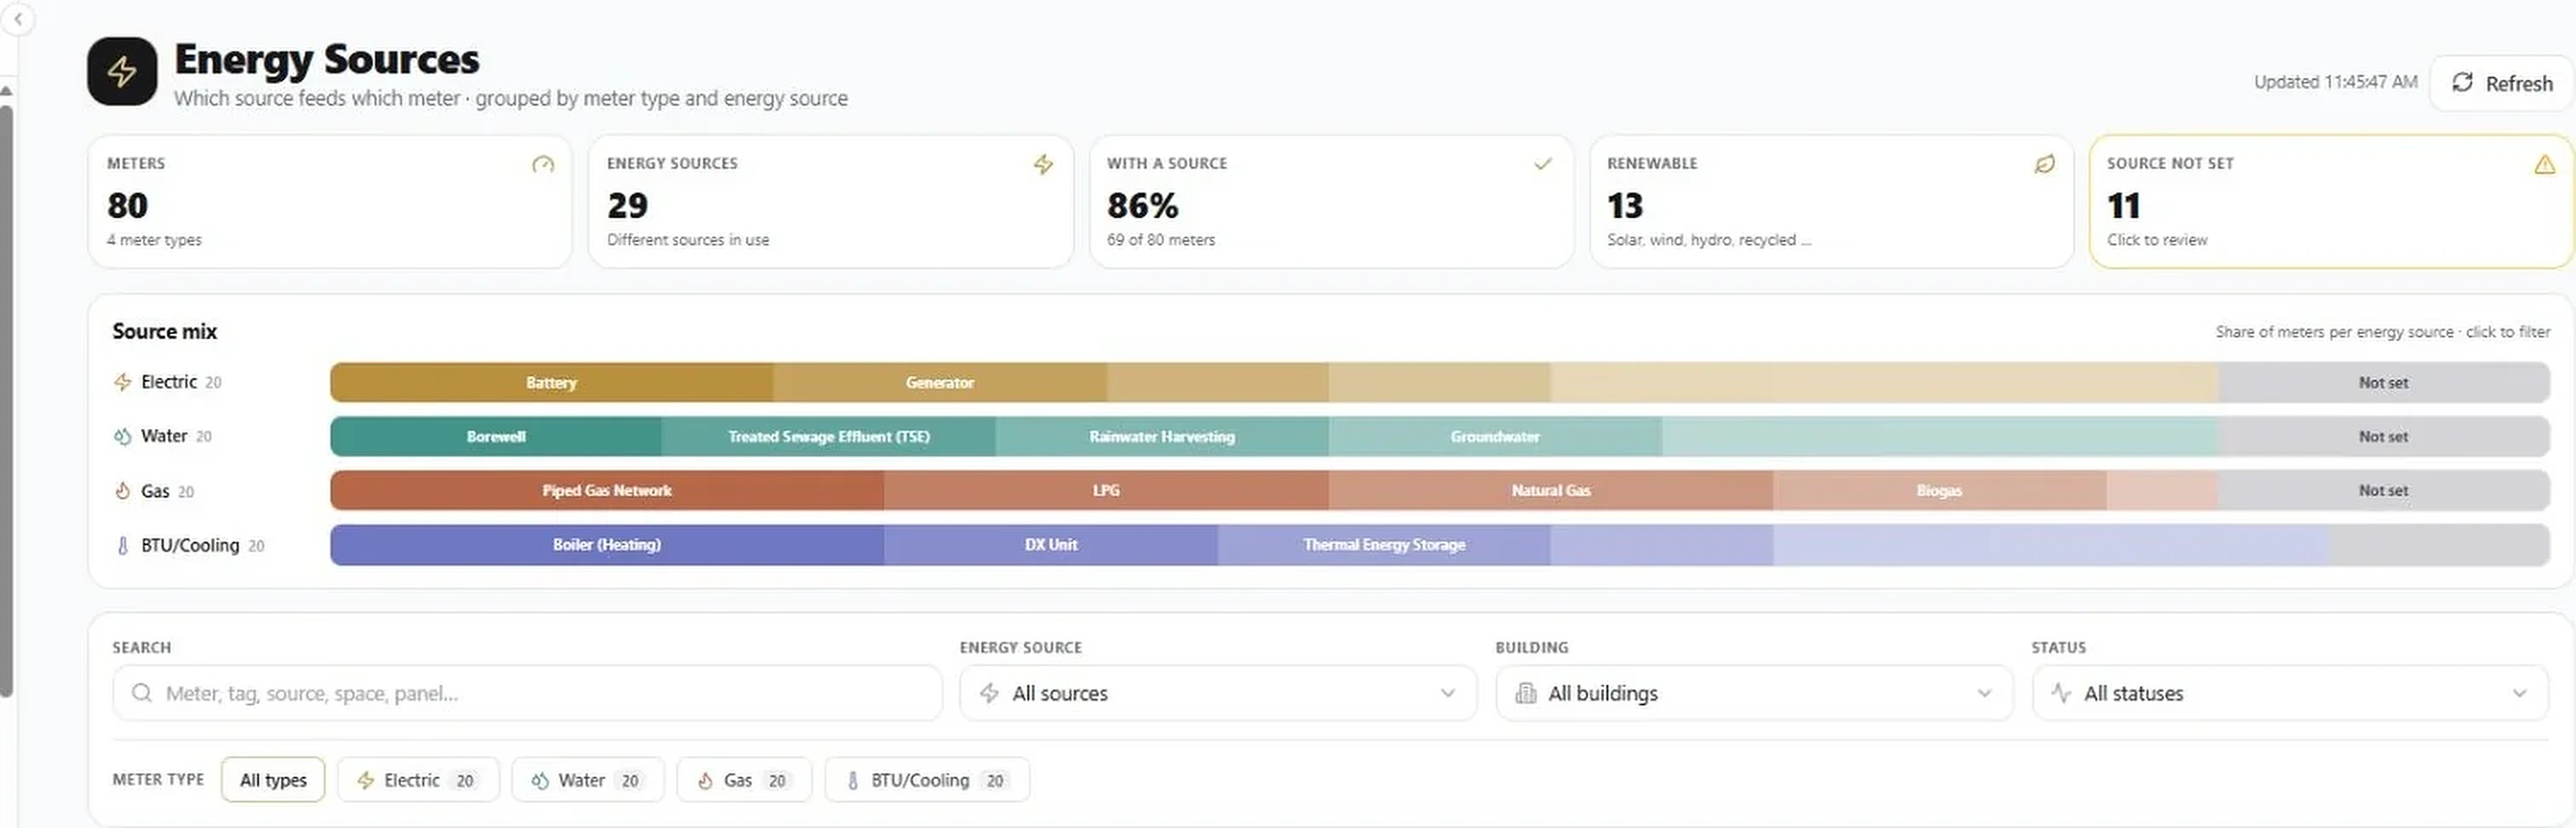 Energy Sources
Which source feeds which meter · grouped by meter type and energy source
Updated 11:45:47 AM
Refresh
METERS
80
4 meter types
ENERGY SOURCES
29
Different sources in use
WITH A SOURCE
86%
69 of 80 meters
RENEWABLE
13
Solar, wind, hydro, recycled ...
SOURCE NOT SET
11
Click to review
Source mix
Share of meters per energy source · click to filter
Electric 20 Battery Generator Not set
Water 20 Borewell Treated Sewage Effluent (TSE) Rainwater Harvesting Groundwater Not set
Gas 20 Piped Gas Network LPG Natural Gas Biogas Not set
BTU/Cooling 20 Boiler (Heating) DX Unit Thermal Energy Storage
SEARCH
Meter, tag, source, space, panel...
ENERGY SOURCE
All sources
BUILDING
All buildings
STATUS
All statuses
METER TYPE All types Electric 20 Water 20 Gas 20 BTU/Cooling 20